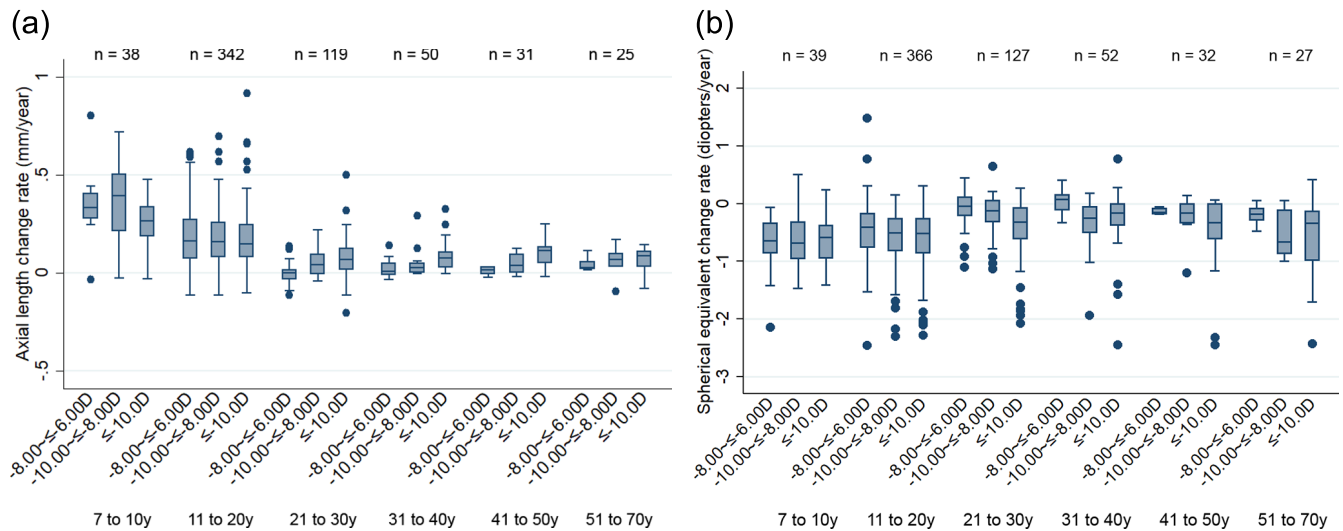 (a)
n = 38 n = 342 n = 119 n = 50 n = 31 n = 25
Axial length change rate (mm/year)
1
.5
0
-.5
-8.00~≤-6.00D
-10.00~≤-8.00D
≤-10.0D
-8.00~≤-6.00D
-10.00~≤-8.00D
≤-10.0D
-8.00~≤-6.00D
-10.00~≤-8.00D
≤-10.0D
-8.00~≤-6.00D
-10.00~≤-8.00D
≤-10.0D
-8.00~≤-6.00D
-10.00~≤-8.00D
≤-10.0D
-8.00~≤-6.00D
-10.00~≤-8.00D
≤-10.0D
7 to 10y 11 to 20y 21 to 30y 31 to 40y 41 to 50y 51 to 70y
(b)
n = 39 n = 366 n = 127 n = 52 n = 32 n = 27
Spherical equivalent change rate (diopters/year)
2
1
0
-1
-2
-3
-8.00~≤-6.00D
-10.00~≤-8.00D
≤-10.0D
-8.00~≤-6.00D
-10.00~≤-8.00D
≤-10.0D
-8.00~≤-6.00D
-10.00~≤-8.00D
≤-10.0D
-8.00~≤-6.00D
-10.00~≤-8.00D
≤-10.0D
-8.00~≤-6.00D
-10.00~≤-8.00D
≤-10.0D
-8.00~≤-6.00D
-10.00~≤-8.00D
≤-10.0D
7 to 10y 11 to 20y 21 to 30y 31 to 40y 41 to 50y 51 to 70y